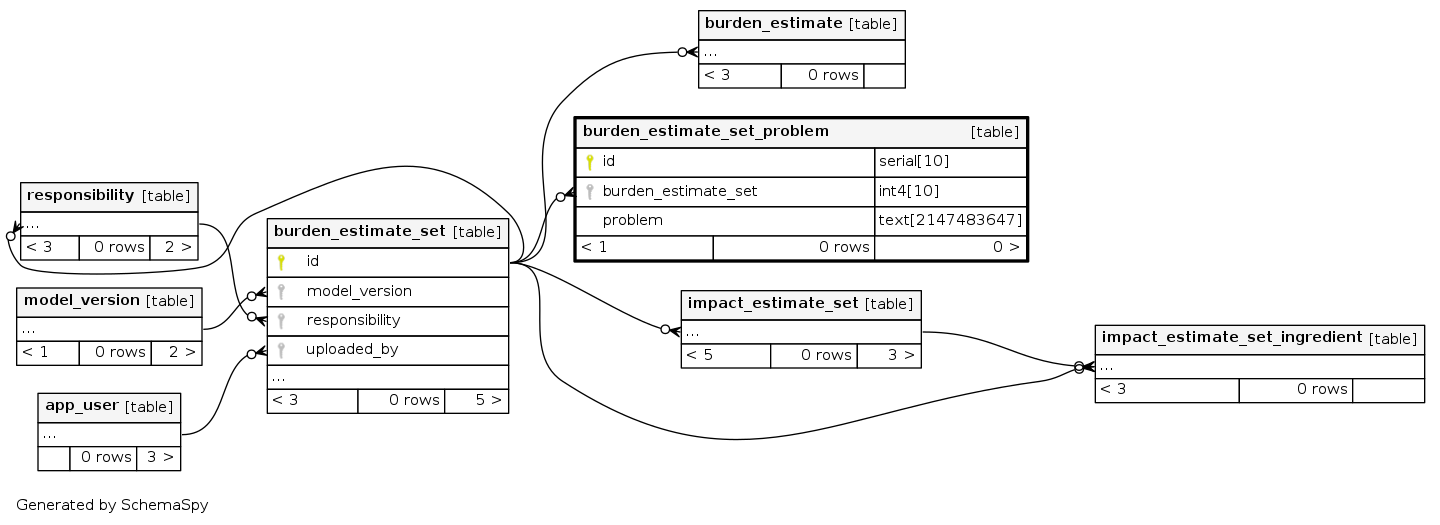 burden_estimate [table]
...
< 3 0 rows
burden_estimate_set_problem [table]
id serial[10]
burden_estimate_set int4[10]
problem text[2147483647]
< 1 0 rows 0 >
responsibility [table]
...
< 3 0 rows 2 >
burden_estimate_set [table]
id
model_version
responsibility
uploaded_by
...
< 3 0 rows 5 >
model_version [table]
...
< 1 0 rows 2 >
impact_estimate_set [table]
...
< 5 0 rows 3 >
impact_estimate_set_ingredient [table]
...
< 3 0 rows
app_user [table]
...
0 rows 3 >
Generated by SchemaSpy